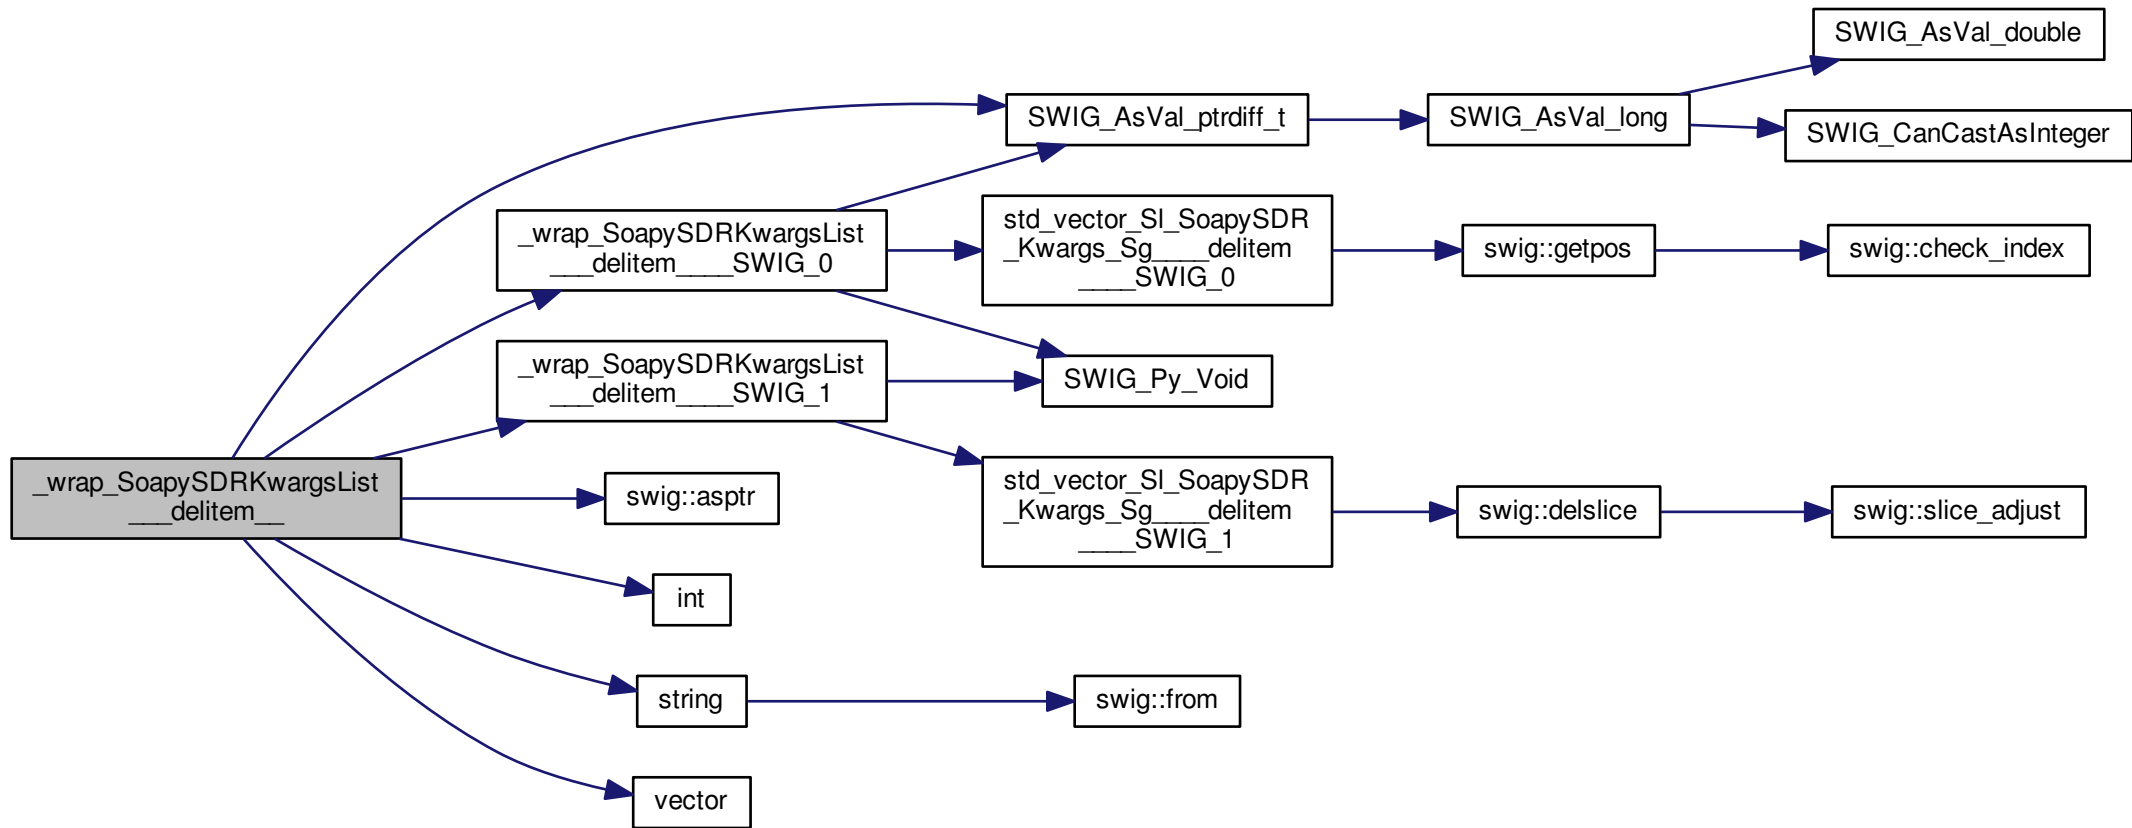 SWIG_AsVal_double
SWIG_AsVal_ptrdiff_t
SWIG_AsVal_long
SWIG_CanCastAsInteger
_wrap_SoapySDRKwargsList
___delitem____SWIG_0
std_vector_Sl_SoapySDR
_Kwargs_Sg____delitem
____SWIG_0
swig::getpos
swig::check_index
_wrap_SoapySDRKwargsList
___delitem____SWIG_1
SWIG_Py_Void
_wrap_SoapySDRKwargsList
___delitem__
swig::asptr
std_vector_Sl_SoapySDR
_Kwargs_Sg____delitem
____SWIG_1
swig::delslice
swig::slice_adjust
int
string
swig::from
vector